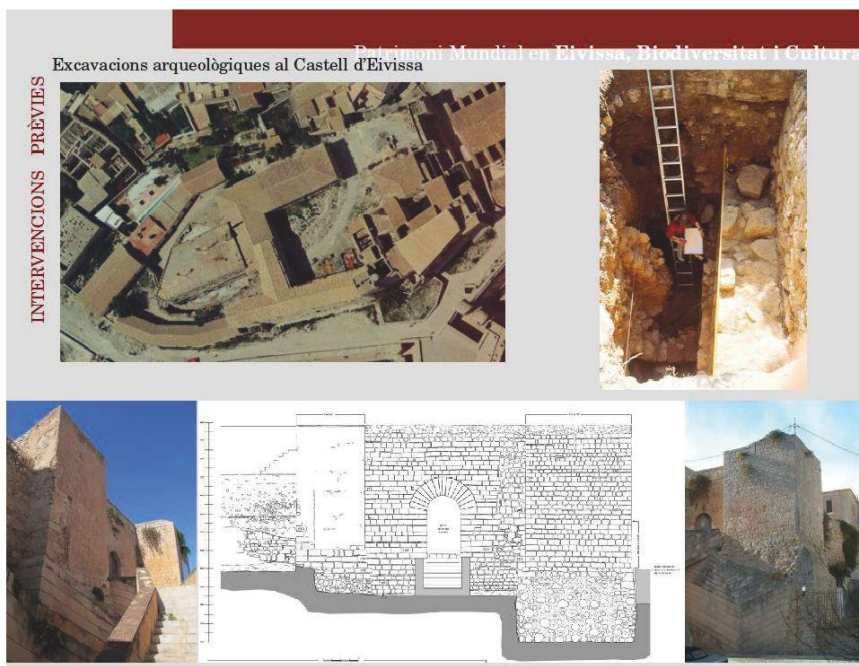 Patrimoni Mundial en Eivissa, Biodiversitat i Cultura
Excavacions arqueològiques al Castell d'Eivissa
INTERVENCIONS PRÈVIES